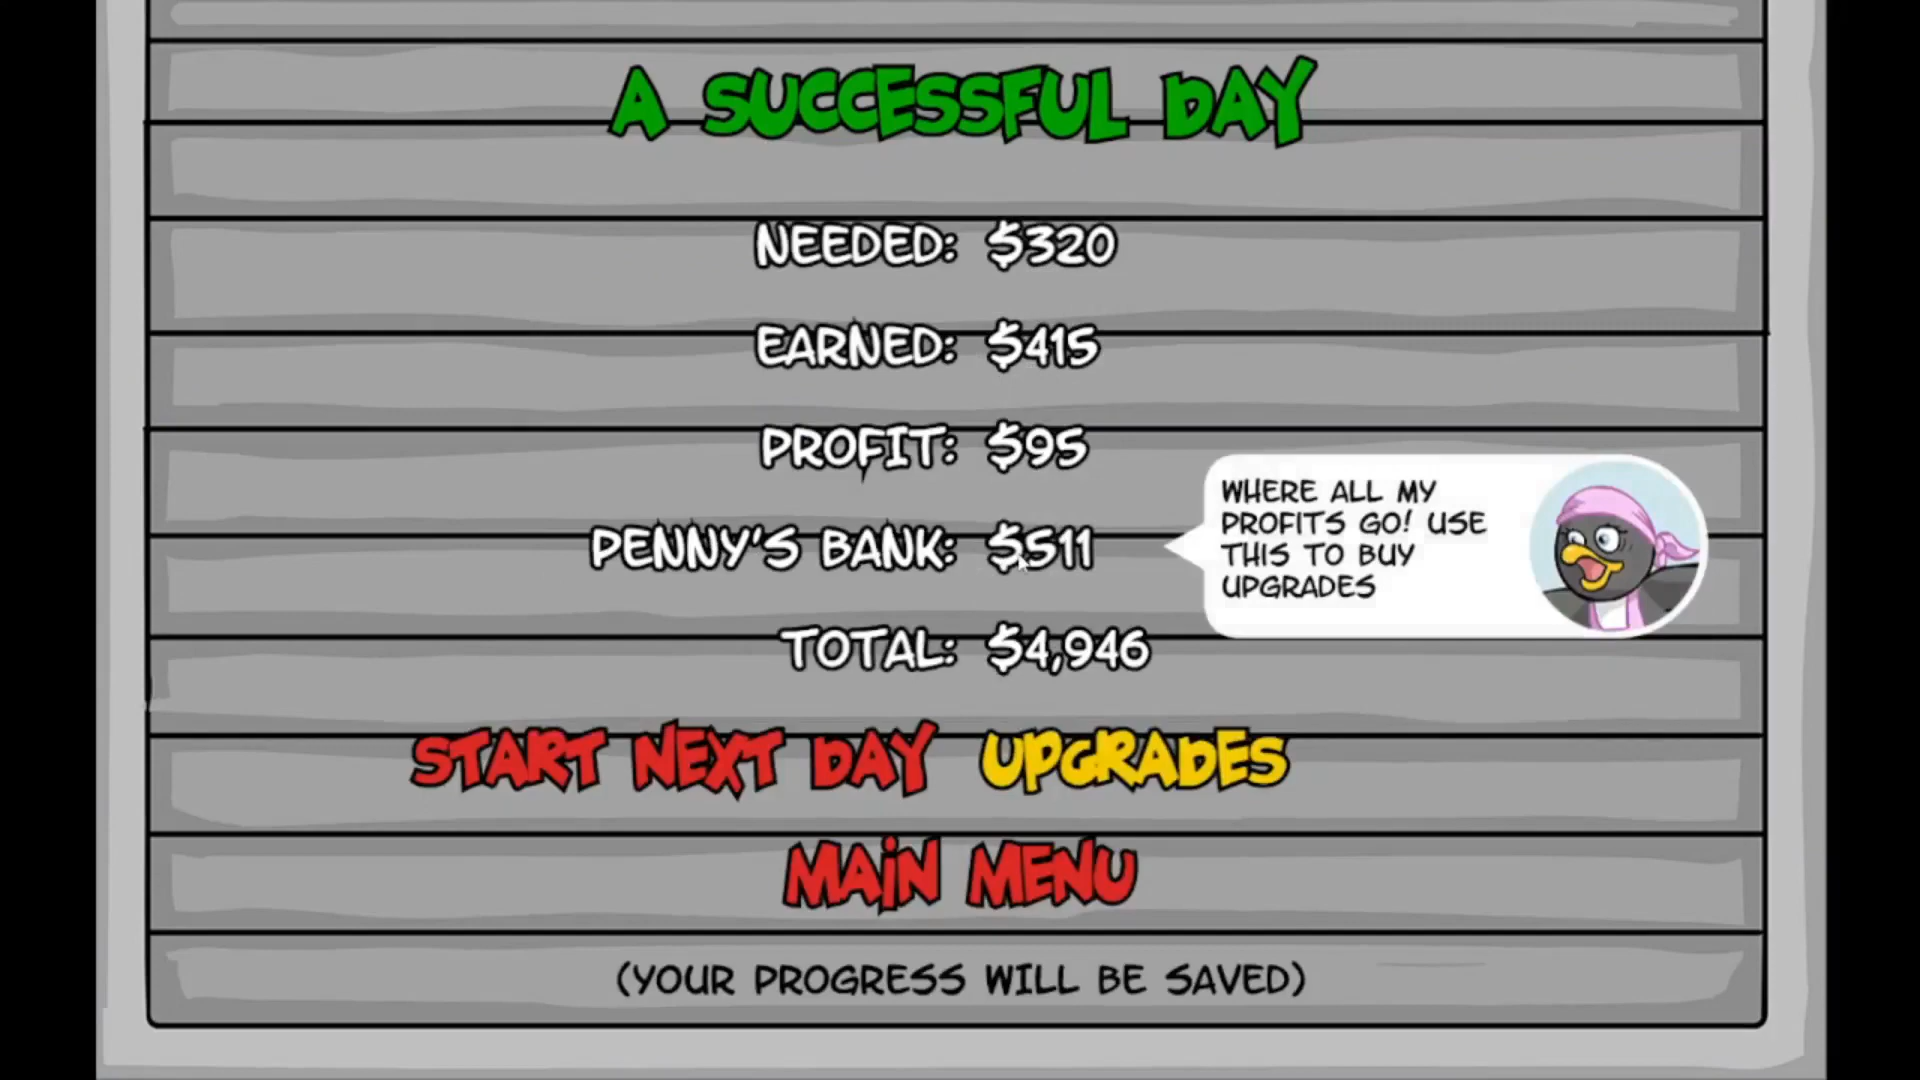 A SUCCESSFUL DAY
NEEDED: $320
EARNED: $415
PROFIT: $95
PENNY'S BANK: $511
WHERE ALL MY
PROFITS GO! USE
THIS TO BUY
UPGRADES
TOTAL: $4,946
START NEXT DAY UPGRADES
MAIN MENU
(YOUR PROGRESS WILL BE SAVED)